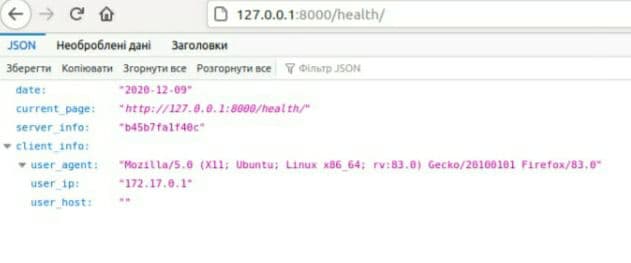 127.0.0.1:8000/health/
JSON Необроблені дані Заголовки
Зберегти Копіювати Згорнути все Розгорнути все Фільтр JSON
date: "2020-12-09"
current_page: "http://127.0.0.1:8000/health/"
server_info: "b45b7fa1f40c"
client_info:
user_agent: "Mozilla/5.0 (X11; Ubuntu; Linux x86_64; rv:83.0) Gecko/20100101 Firefox/83.0"
user_ip: "172.17.0.1"
user_host: ""